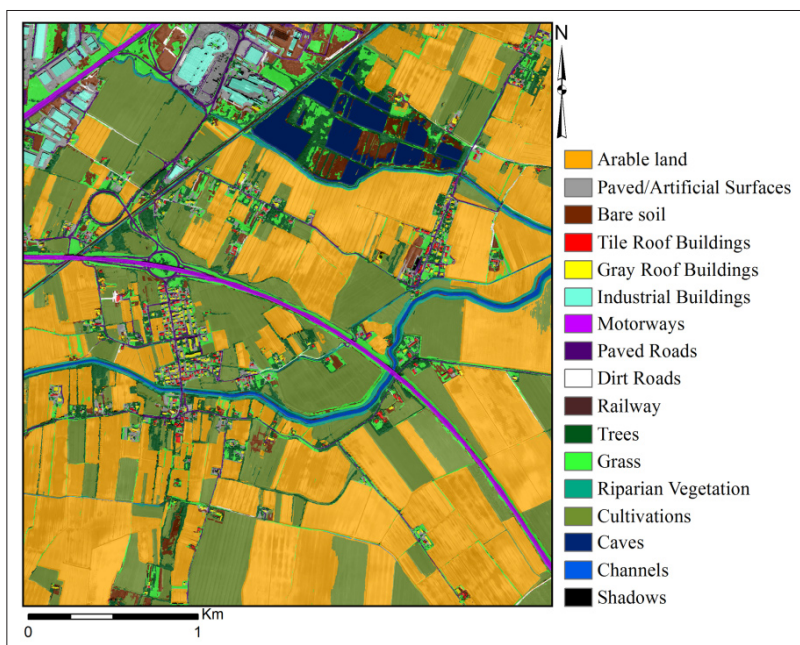 N
Arable land
Paved/Artificial Surfaces
Bare soil
Tile Roof Buildings
Gray Roof Buildings
Industrial Buildings
Motorways
Paved Roads
Dirt Roads
Railway
Trees
Grass
Riparian Vegetation
Cultivations
Caves
Channels
Shadows
Km
0 1